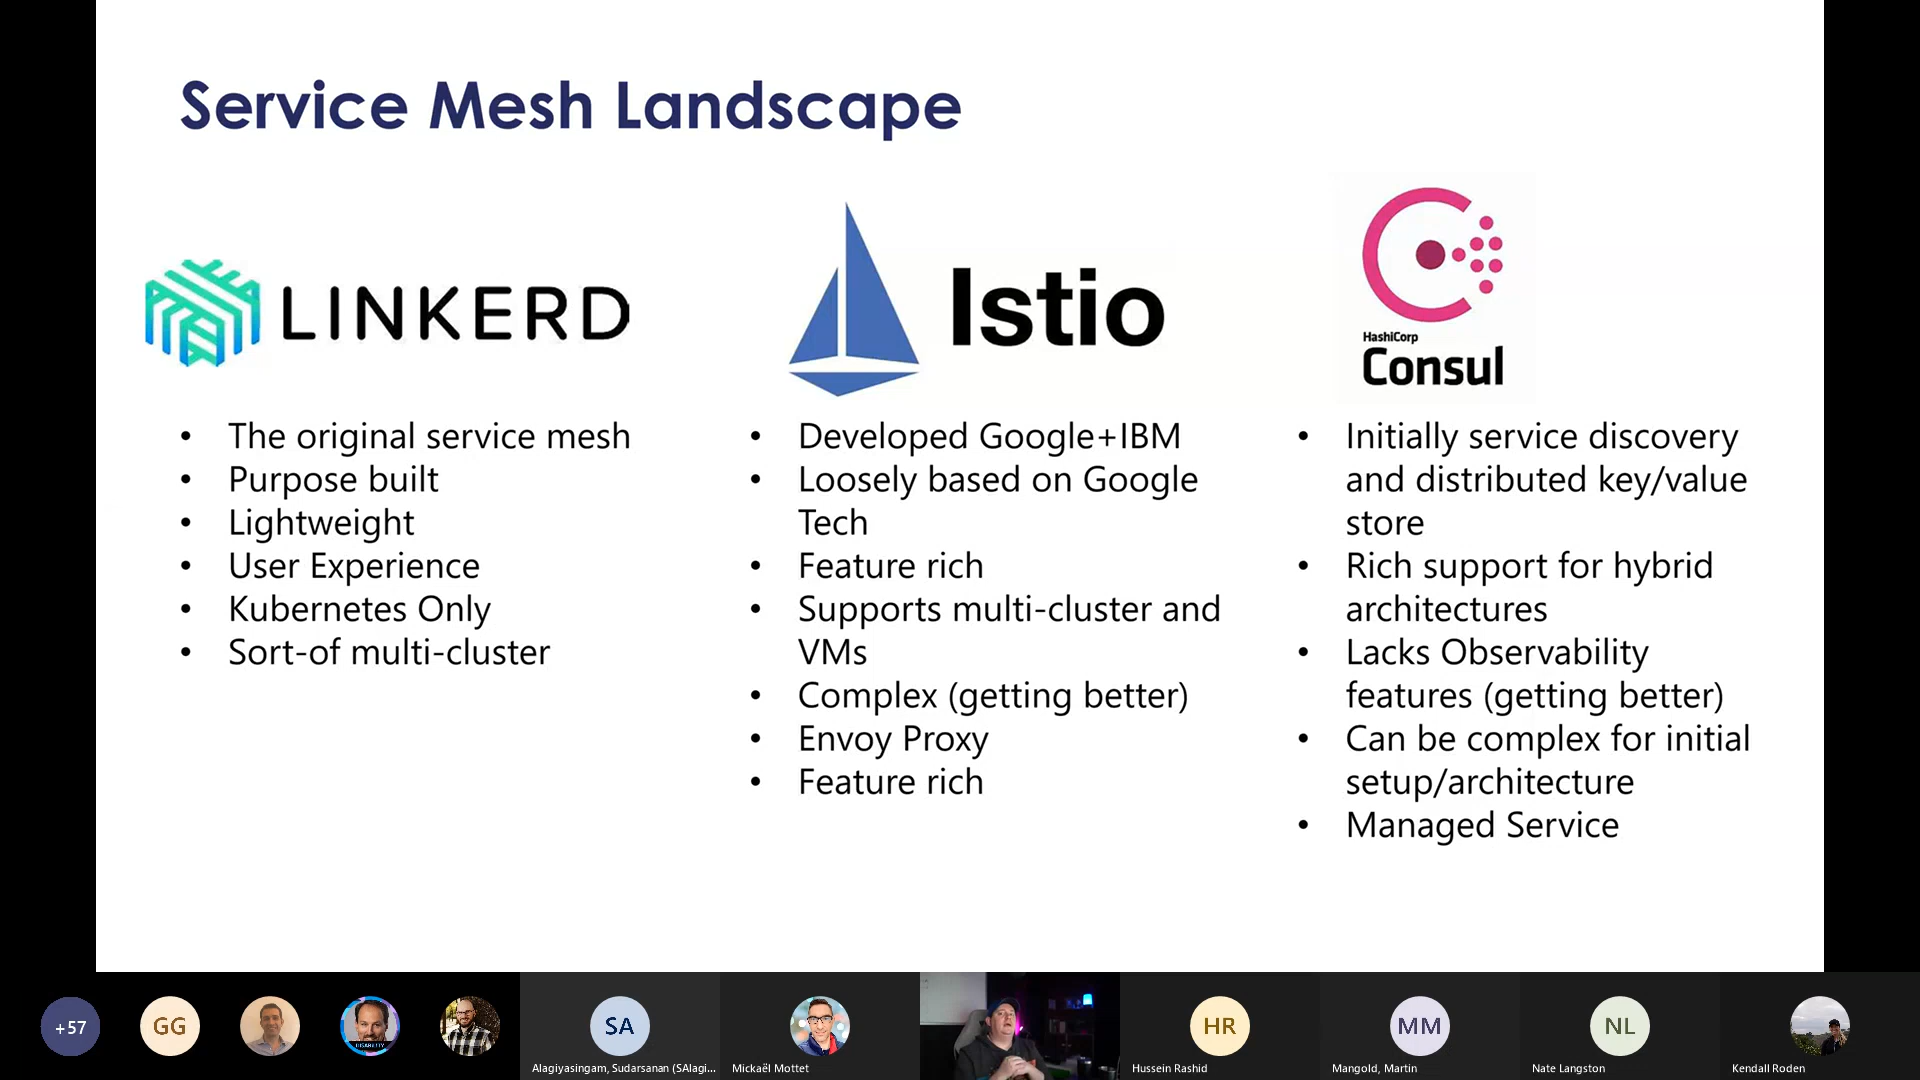 Service Mesh Landscape
LINKERD
Istio
HashiCorp
Consul
• The original service mesh
• Purpose built
• Lightweight
• User Experience
• Kubernetes Only
• Sort-of multi-cluster
• Developed Google+IBM
• Loosely based on Google
Tech
• Feature rich
• Supports multi-cluster and
VMs
• Complex (getting better)
• Envoy Proxy
• Feature rich
• Initially service discovery
and distributed key/value
store
• Rich support for hybrid
architectures
• Lacks Observability
features (getting better)
• Can be complex for initial
setup/architecture
• Managed Service
+57
GG
SA
HR
MM
NL
Alagiyasingam, Sudarsanan (SAlagi...
Mickaël Mottet
Hussein Rashid
Mangold, Martin
Nate Langston
Kendall Roden